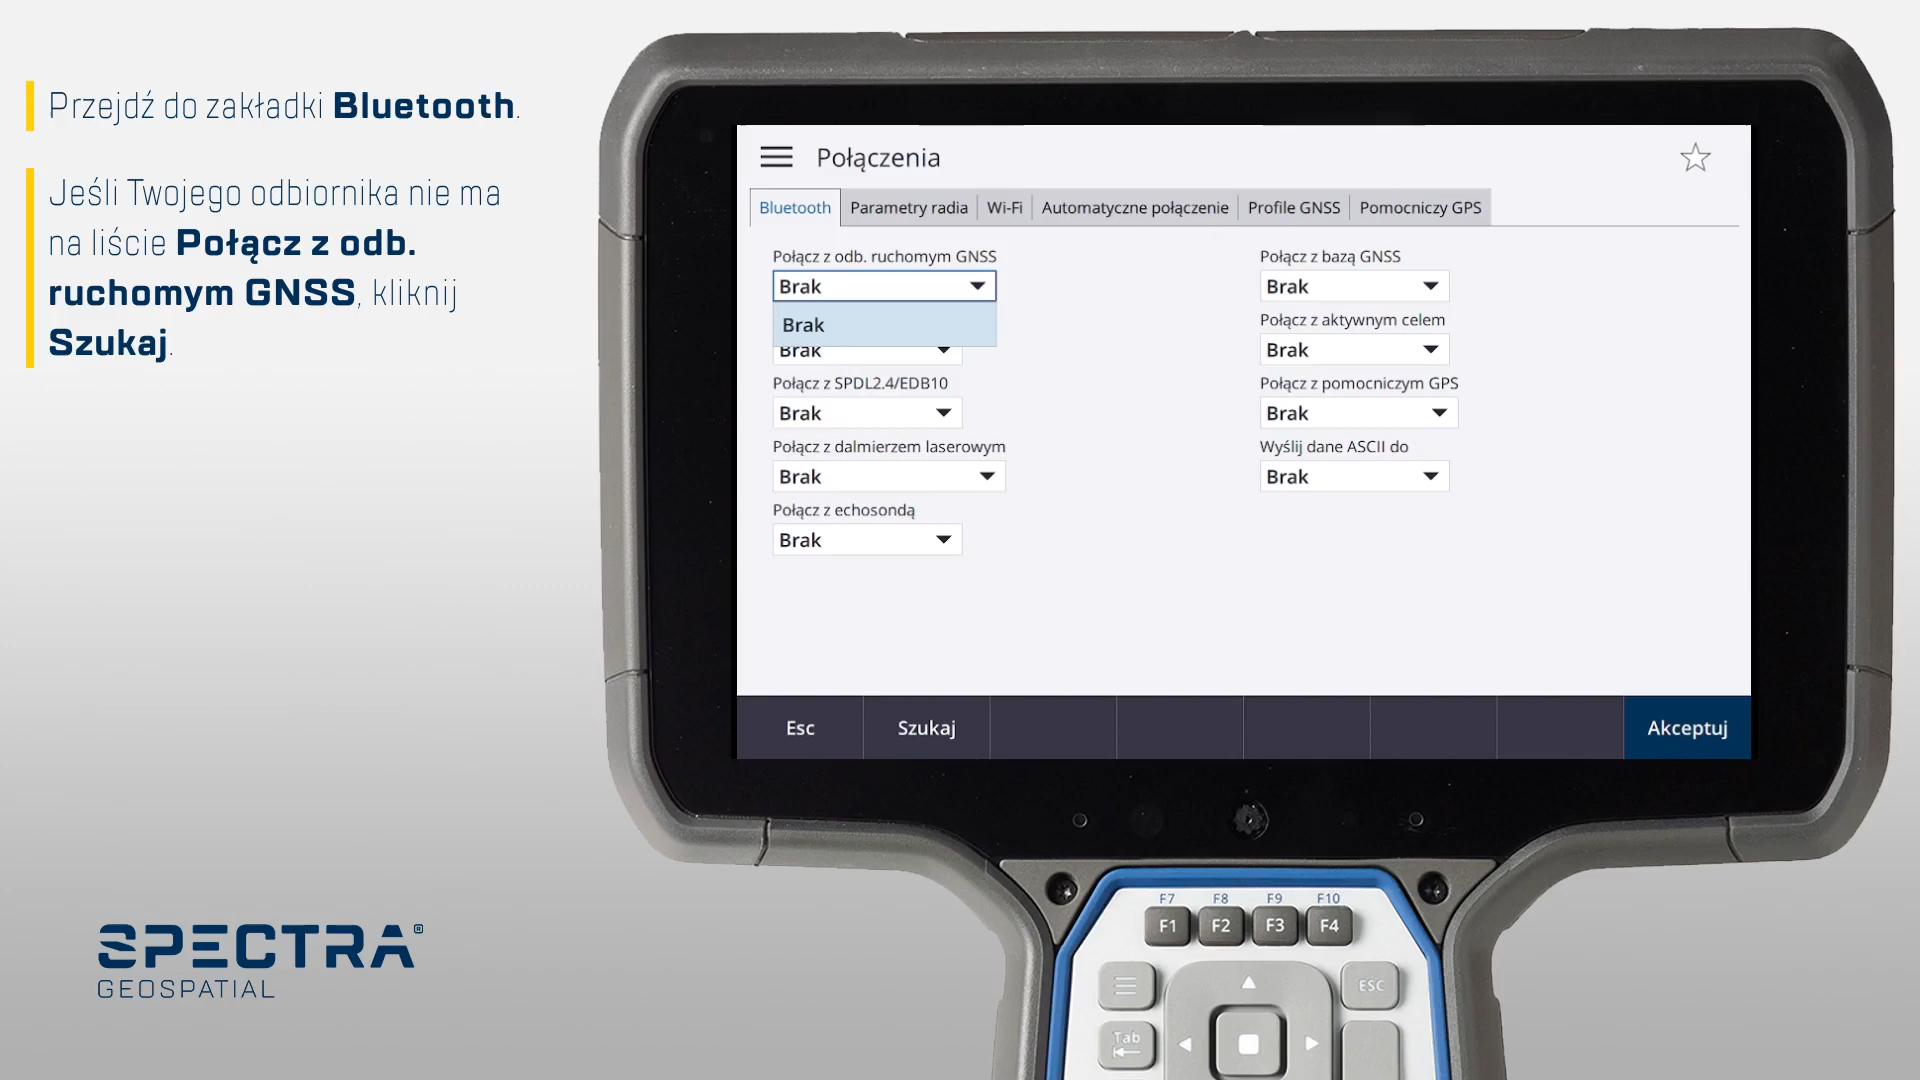 Przejdź do zakładki Bluetooth.
Jeśli Twojego odbiornika nie ma
na liście Połącz z odb.
ruchomym GNSS, kliknij
Szukaj.
SPECTRA®
GEOSPATIAL
Połączenia
Bluetooth
Parametry radia
Wi-Fi
Automatyczne połączenie
Profile GNSS
Pomocniczy GPS
Połącz z odb. ruchomym GNSS
Brak
Brak
Brak
Połącz z SPDL2.4/EDB10
Brak
Połącz z dalmierzem laserowym
Brak
Połącz z echosondą
Brak
Połącz z bazą GNSS
Brak
Połącz z aktywnym celem
Brak
Połącz z pomocniczym GPS
Brak
Wyślij dane ASCII do
Brak
Esc
Szukaj
Akceptuj
F7 F8 F9 F10
F1 F2 F3 F4
ESC
Tab